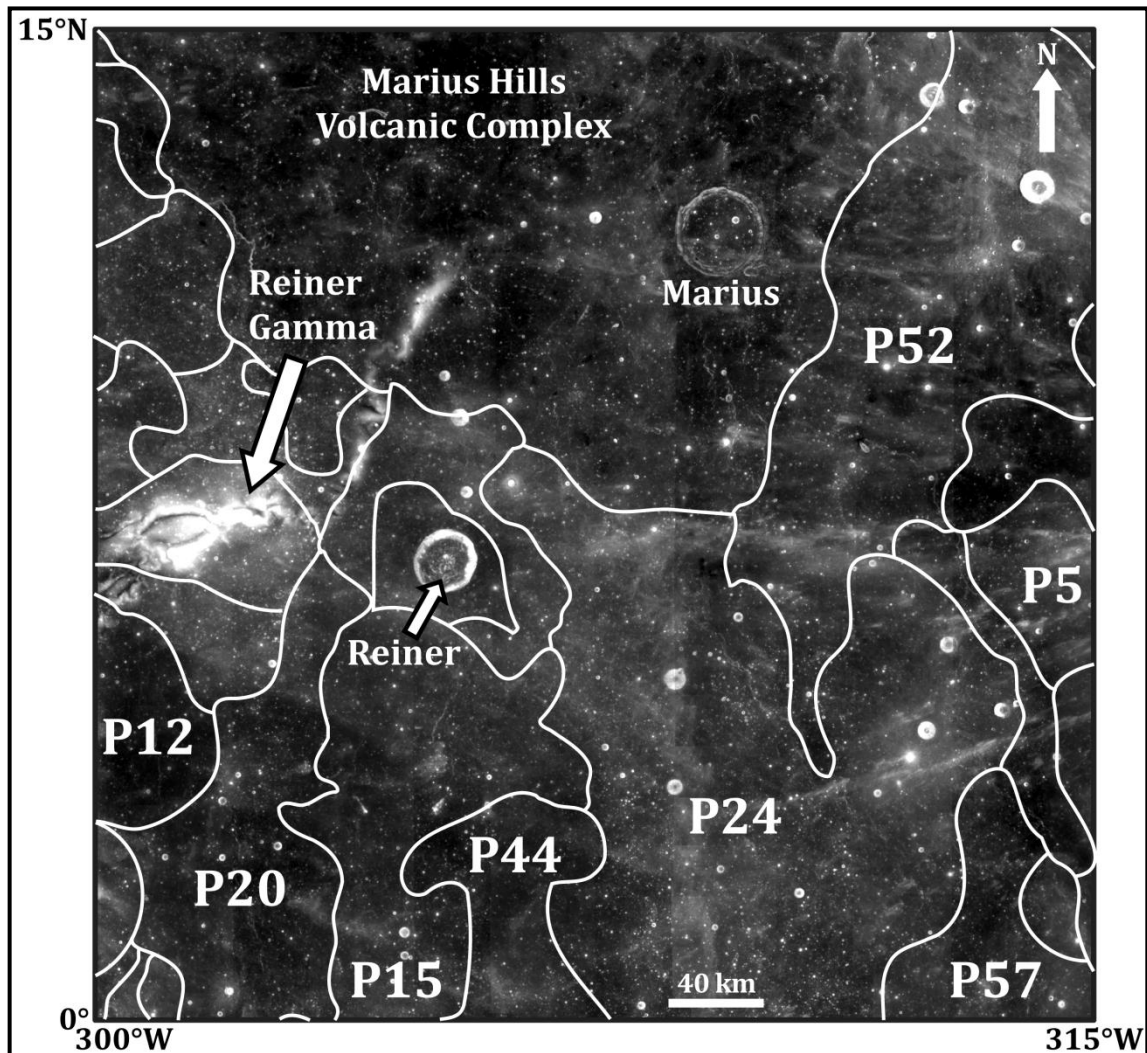 15°N
Marius Hills
Volcanic Complex
N
Reiner
Gamma
Marius
P52
P5
Reiner
P12
P24
P44
P20
P15
40 km
P57
0°
300°W
315°W